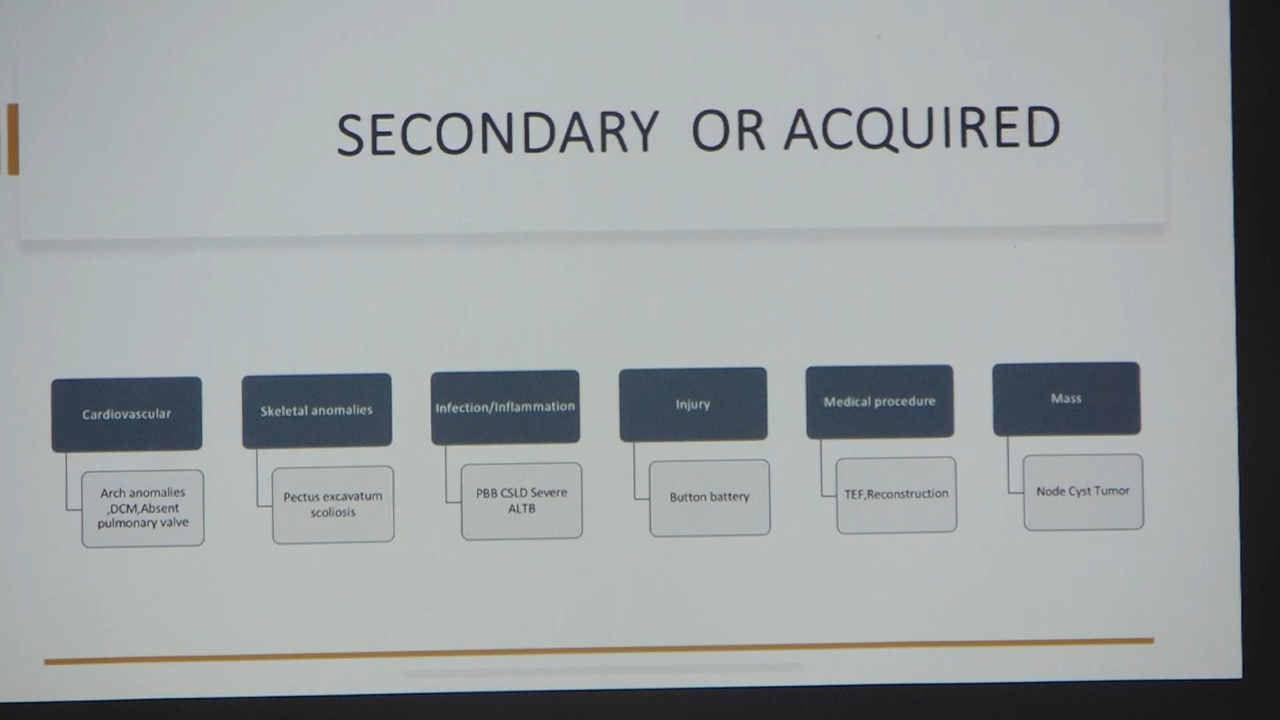 SECONDARY OR ACQUIRED
Cardiovascular
Arch anomalies
,DCM,Absent
pulmonary valve
Skeletal anomalies
Pectus excavatum
scoliosis
Infection/Inflammation
PBB CSLD Severe
ALTB
Injury
Button battery
Medical procedure
TEF,Reconstruction
Mass
Node Cyst Tumor